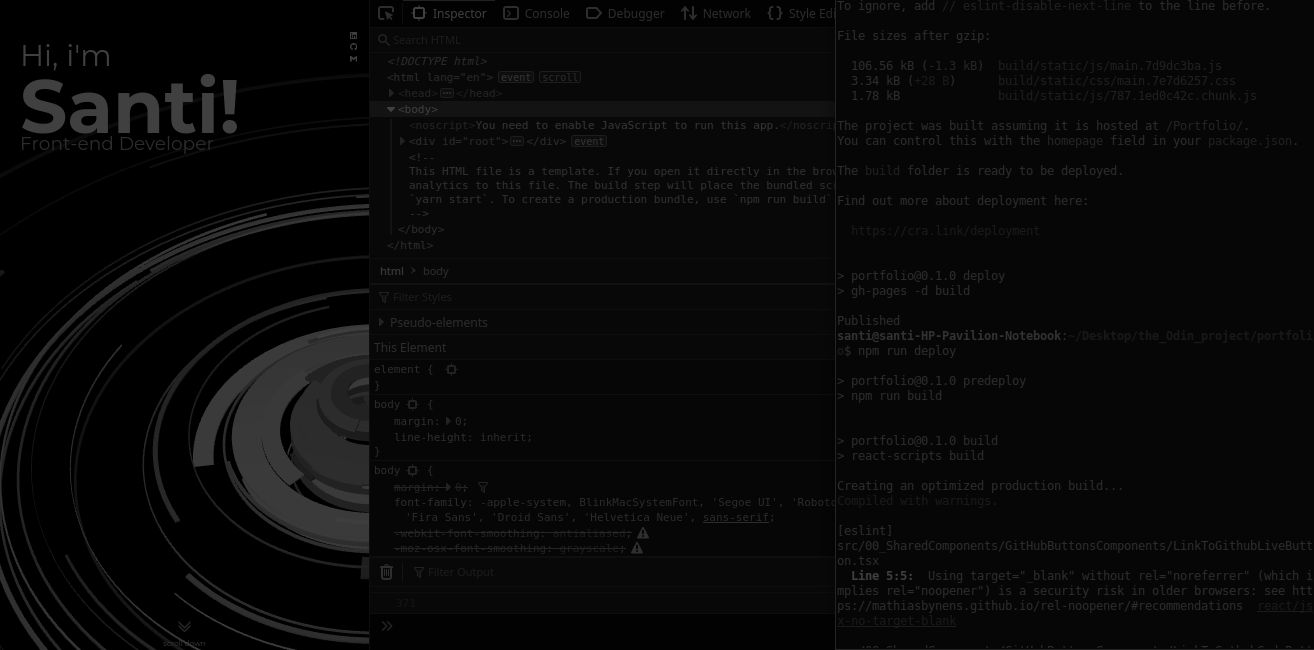 Hi, i'm
Santi!
Front-end Developer
scroll down
Inspector
Console
Debugger
Network
Style Edi
Search HTML
<!DOCTYPE html>
<html lang="en"> event scroll
<head> ••• </head>
<body>
<noscript>You need to enable JavaScript to run this app.</noscrip
<div id="root"> ••• </div> event
<!--
This HTML file is a template. If you open it directly in the brow
analytics to this file. The build step will place the bundled scr
`yarn start`. To create a production bundle, use `npm run build`
-->
</body>
</html>
html > body
Filter Styles
Pseudo-elements
This Element
element {
}
body {
margin: 0;
line-height: inherit;
}
body {
margin: 0;
font-family: -apple-system, BlinkMacSystemFont, 'Segoe UI', 'Roboto
'Fira Sans', 'Droid Sans', 'Helvetica Neue', sans-serif;
-webkit-font-smoothing: antialiased;
-moz-osx-font-smoothing: grayscale;
Filter Output
371
To ignore, add // eslint-disable-next-line to the line before.
File sizes after gzip:
106.56 kB (-1.3 kB) build/static/js/main.7d9dc3ba.js
3.34 kB (+28 B) build/static/css/main.7e7d6257.css
1.78 kB build/static/js/787.1ed0c42c.chunk.js
The project was built assuming it is hosted at /Portfolio/.
You can control this with the homepage field in your package.json.
The build folder is ready to be deployed.
Find out more about deployment here:
https://cra.link/deployment
> portfolio@0.1.0 deploy
> gh-pages -d build
Published
santi@santi-HP-Pavilion-Notebook:~/Desktop/the_Odin_project/portfoli
o$ npm run deploy
> portfolio@0.1.0 predeploy
> npm run build
> portfolio@0.1.0 build
> react-scripts build
Creating an optimized production build...
Compiled with warnings.
[eslint]
src/00_SharedComponents/GitHubButtonsComponents/LinkToGithubLiveButt
on.tsx
Line 5:5: Using target="_blank" without rel="noreferrer" (which i
mplies rel="noopener") is a security risk in older browsers: see htt
ps://mathiasbynens.github.io/rel-noopener/#recommendations react/js
x-no-target-blank